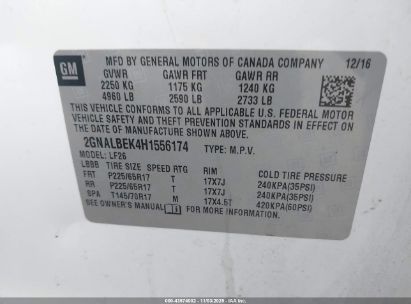 GM
MFD BY GENERAL MOTORS OF CANADA COMPANY
GVWR GAWR FRT GAWR RR 12/16
2250 KG 1175 KG 1240 KG
4960 LB 2590 LB 2733 LB
THIS VEHICLE CONFORMS TO ALL APPLICABLE U.S. FEDERAL MOTOR
VEHICLE SAFETY AND THEFT PREVENTION STANDARDS IN EFFECT ON
THE DATE OF MANUFACTURE SHOWN ABOVE.
2GNALBEK4H1556174 TYPE: M.P.V.
MODEL: LF26
LBBB TIRE SIZE SPEED RTG RIM COLD TIRE PRESSURE
FRT P225/65R17 T 17X7J 240KPA(35PSI)
RR P225/65R17 T 17X7J 240KPA(35PSI)
SPA T145/70R17 M 17X4.5T 420KPA(60PSI)
SEE OWNER'S MANUAL FOR ADDITIONAL INFORMATION.